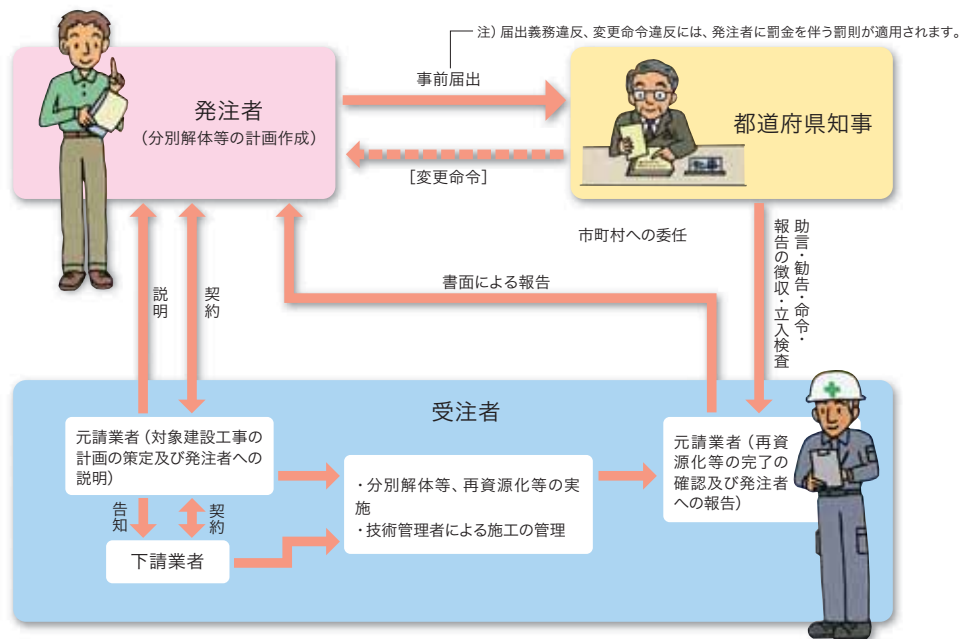 注）届出義務違反、変更命令違反には、発注者に罰金を伴う罰則が適用されます。
事前届出
発注者
（分別解体等の計画作成）
都道府県知事
［変更命令］
市町村への委任
助言・勧告・命令・
報告の徴収・立入検査
書面による報告
説明
契約
受注者
元請業者（対象建設工事の
計画の策定及び発注者への
説明）
告知
契約
下請業者
・分別解体等、再資源化等の実
施
・技術管理者による施工の管理
元請業者（再資
源化等の完了の
確認及び発注者
への報告）